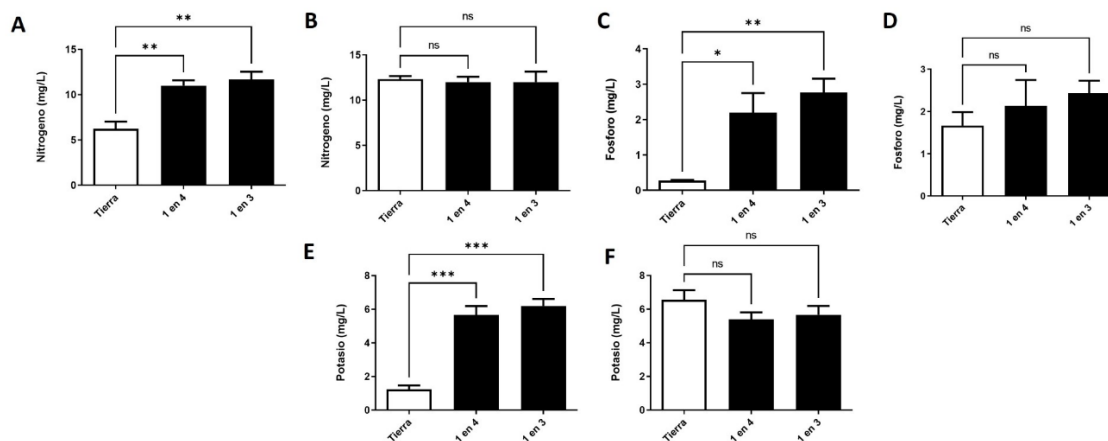 A
**
**
Nitrogeno (mg/L)
15
10
5
0
Tierra
1 en 4
1 en 3
B
ns
ns
Nitrogeno (mg/L)
15
10
5
0
Tierra
1 en 4
1 en 3
C
**
*
Fosforo (mg/L)
4
3
2
1
0
Tierra
1 en 4
1 en 3
D
ns
ns
Fosforo (mg/L)
3
2
1
1
0
Tierra
1 en 4
1 en 3
E
***
***
Potasio (mg/L)
8
6
4
2
0
Tierra
1 en 4
1 en 3
F
ns
ns
Potasio (mg/L)
8
6
4
2
0
Tierra
1 en 4
1 en 3